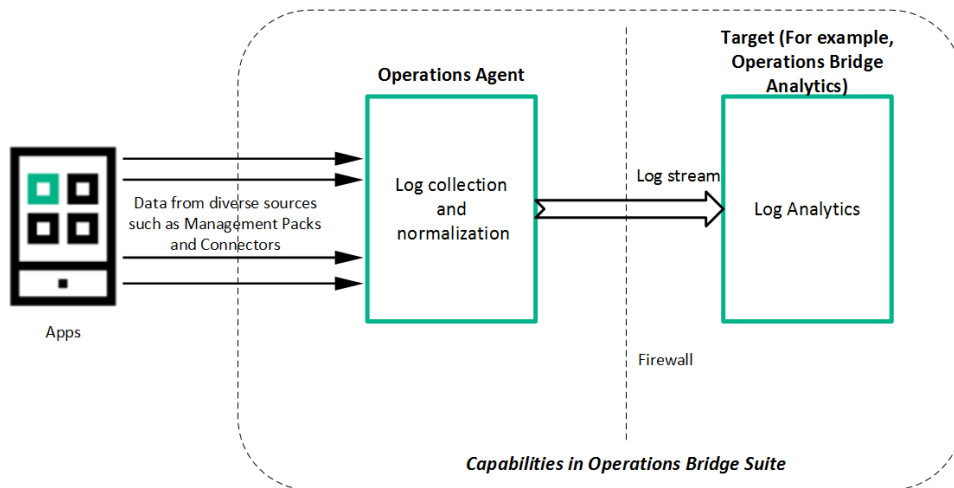 Target (For example,
Operations Bridge
Analytics)
Operations Agent
Data from diverse sources
such as Management Packs
and Connectors
Log collection
and
normalization
Log stream
Log Analytics
Apps
Firewall
Capabilities in Operations Bridge Suite